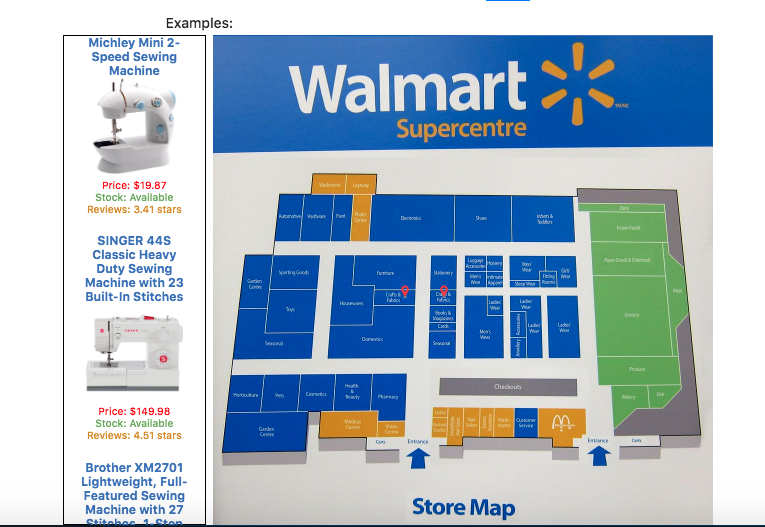 Examples:
Michley Mini 2-
Speed Sewing
Machine
Price: $19.87
Stock: Available
Reviews: 3.41 stars
SINGER 44S
Classic Heavy
Duty Sewing
Machine with 23
Built-In Stitches
Price: $149.98
Stock: Available
Reviews: 4.51 stars
Brother XM2701
Lightweight, Full-
Featured Sewing
Machine with 27
Stitches, 1-Step
Walmart
Supercentre
Washrooms
Layaway
Automotive
Hardware
Paint
Photo
Centre
Electronics
Shoes
Infants &
Toddlers
Dairy
Frozen Foods
Paper Goods & Chemicals
Meat
Grocery
Produce
Bakery
Deli
Garden
Centre
Sporting Goods
Toys
Seasonal
Furniture
Crafts &
Fabrics
Housewares
Domestics
Stationery
Crafts &
Fabrics
Books &
Magazines
Cards
Seasonal
Luggage
Accessories
Hosiery
Men's
Wear
Intimate
Apparel
Boys'
Wear
Girls'
Wear
Fitting
Rooms
Sleep Wear
Ladies'
Wear
Men's
Wear
Ladies'
Wear
Accessories
Jewellery
Ladies'
Wear
Ladies'
Wear
Horticulture
Pets
Cosmetics
Health
&
Beauty
Pharmacy
Garden
Centre
Medical
Centre
Vision
Centre
Carts
Entrance
Checkouts
Portrait
Studio
Nail
Salon
Customer
Service
Entrance
Carts
Store Map